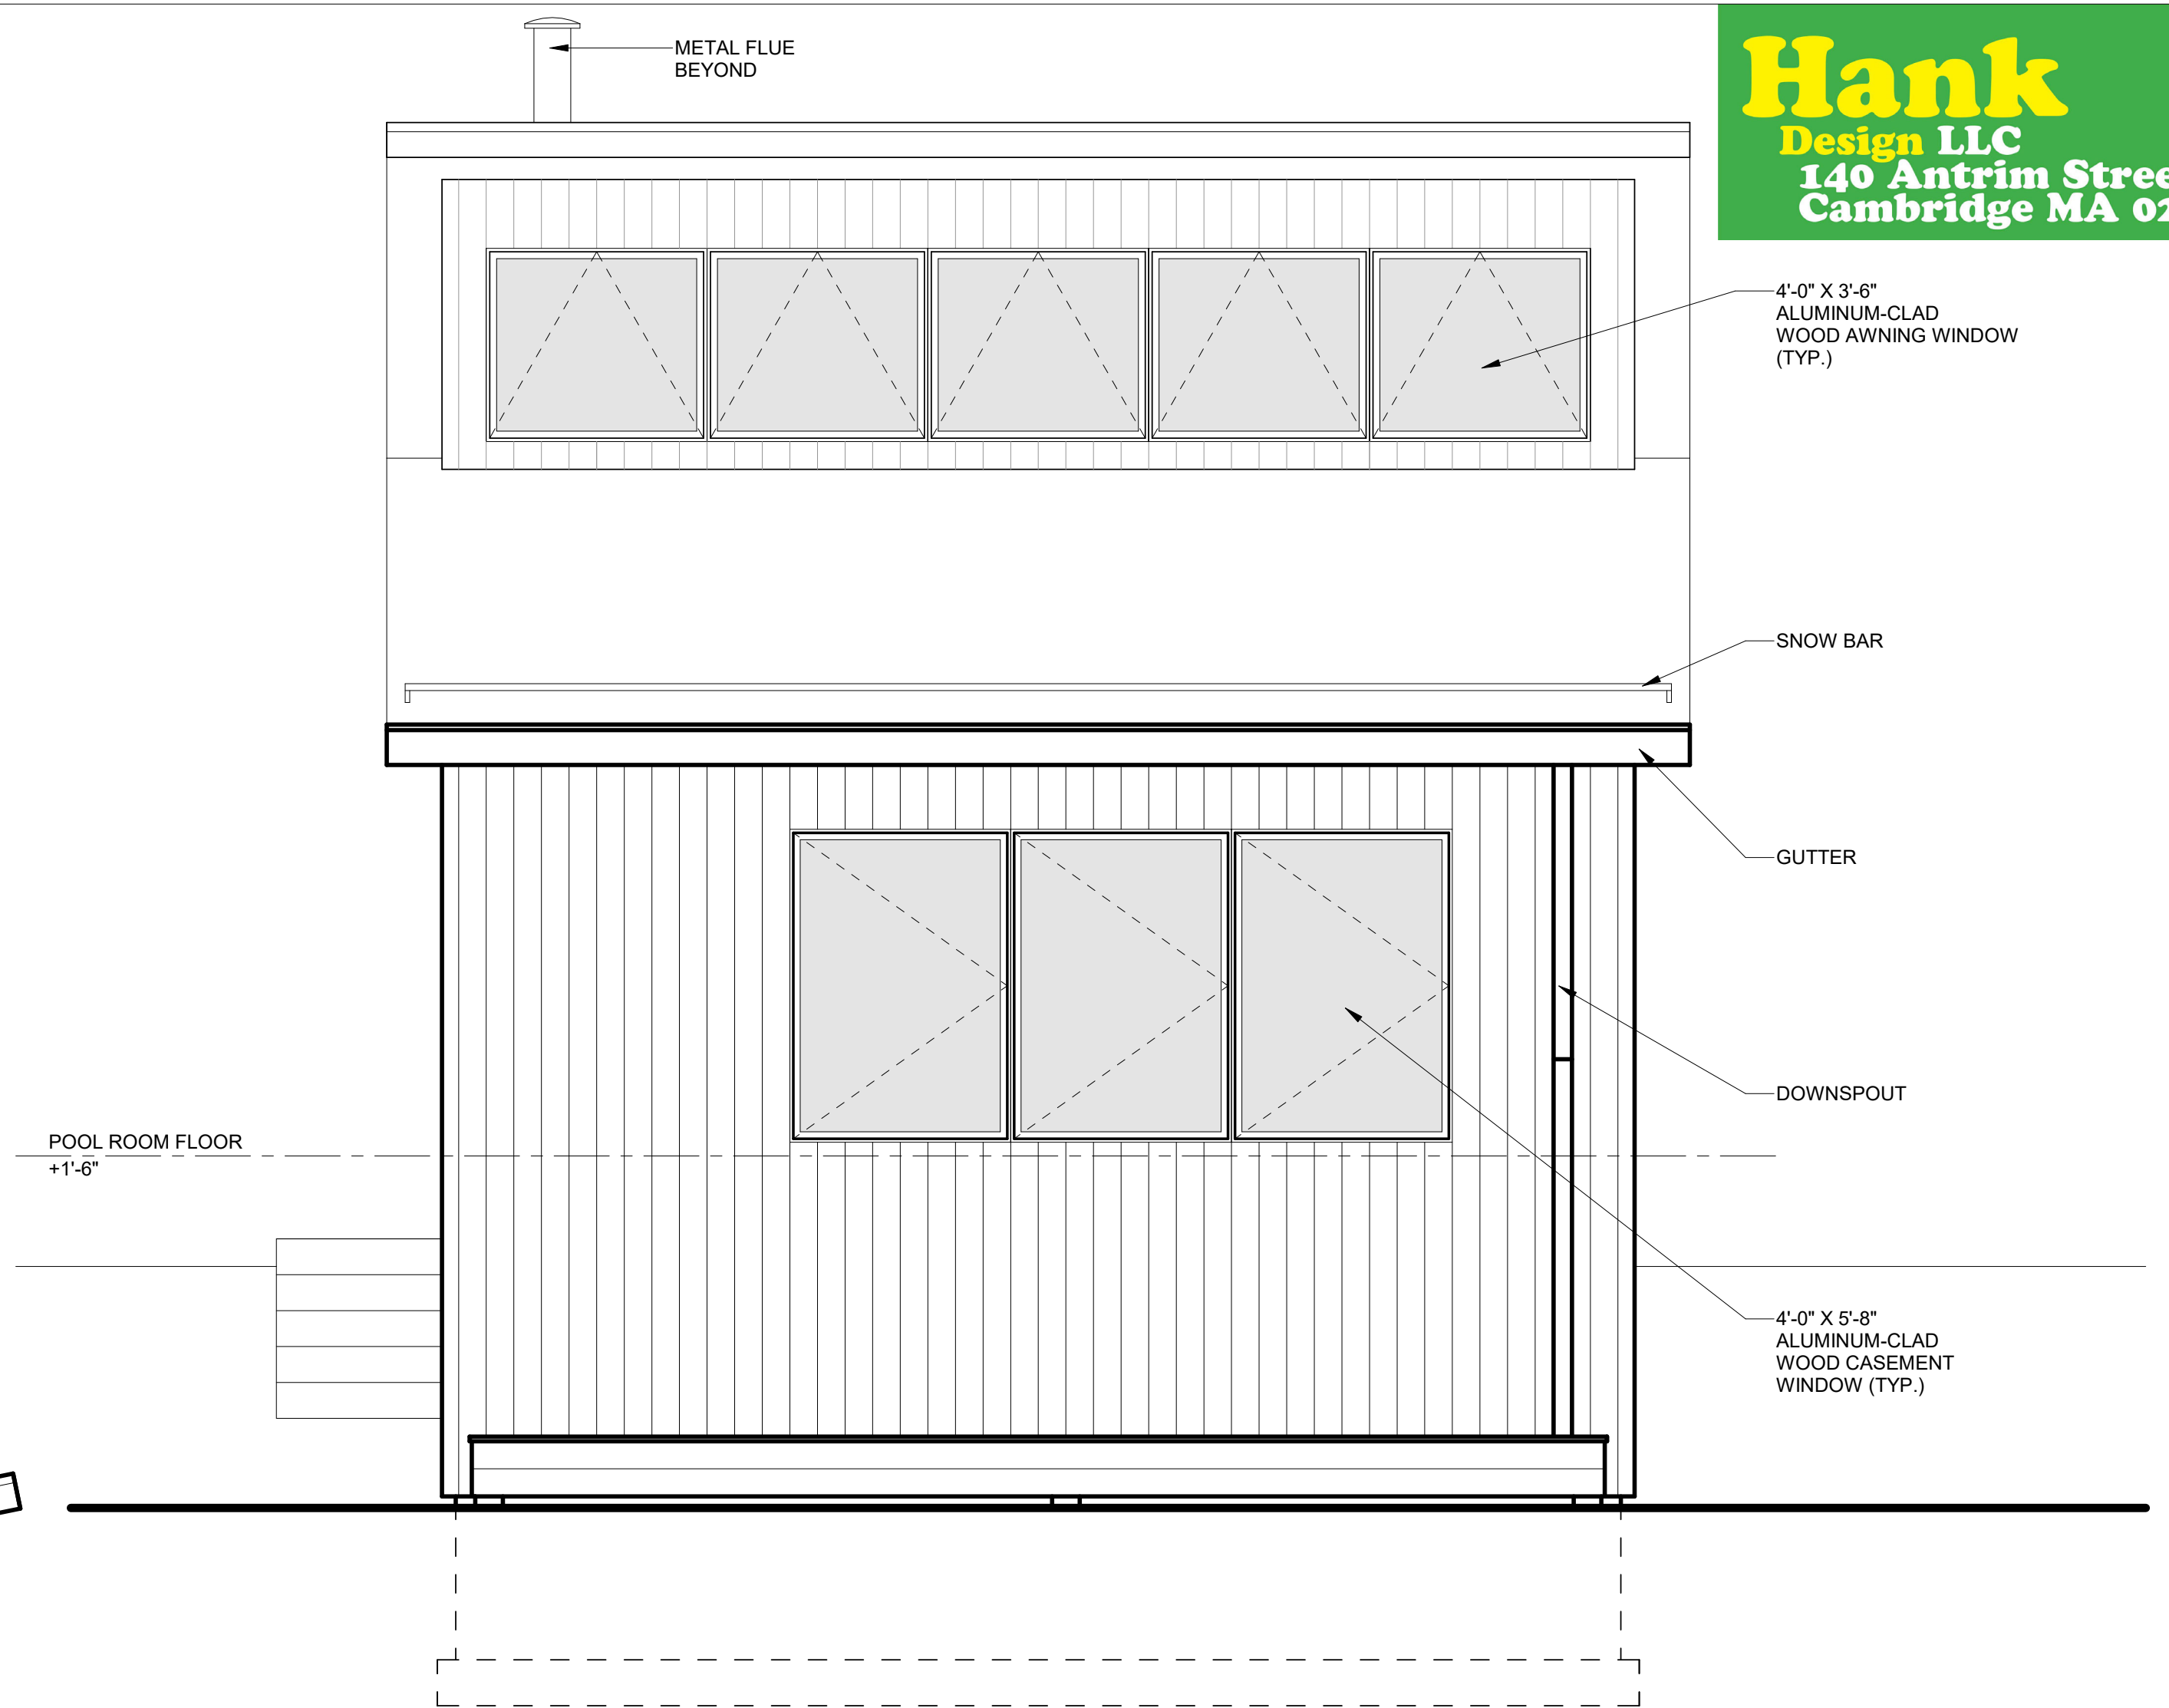 METAL FLUE
BEYOND
Hank
Design LLC
140 Antrim
Cambridge MA
4'-0" X 3'-6"
ALUMINUM-CLAD
WOOD AWNING WINDOW
(TYP.)
SNOW BAR
GUTTER
DOWNSPOUT
POOL ROOM FLOOR
+1'-6"
4'-0" X 5'-8"
ALUMINUM-CLAD
WOOD CASEMENT
WINDOW (TYP.)